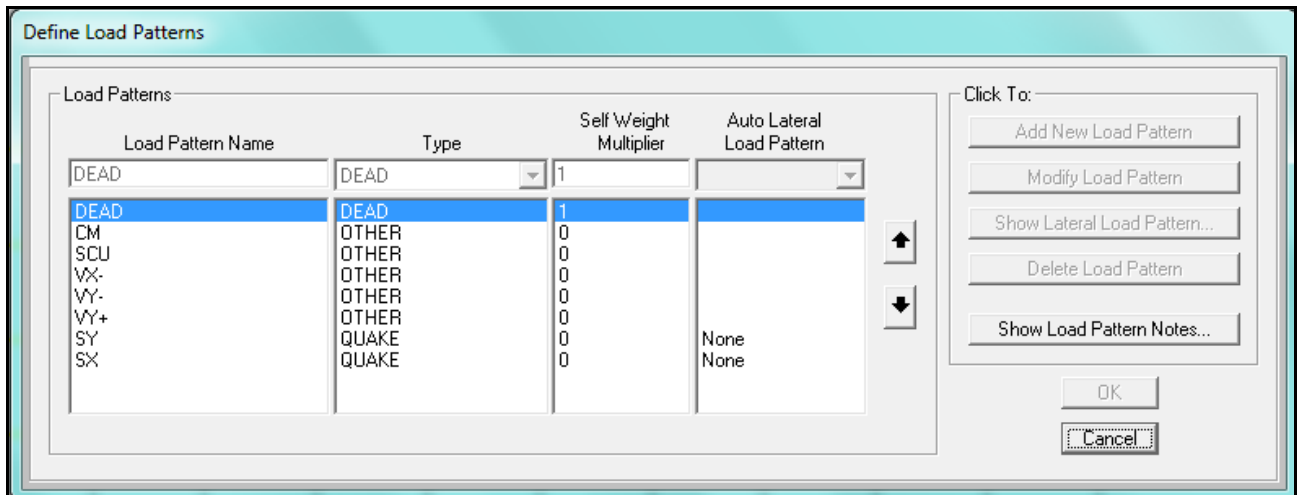 Define Load Patterns
Load Patterns
Click To:
Load Pattern Name Type Self Weight Multiplier Auto Lateral Load Pattern
DEAD DEAD 1
DEAD DEAD 1
CM OTHER 0
SCU OTHER 0
VX- OTHER 0
VY- OTHER 0
VY+ OTHER 0
SY QUAKE 0 None
SX QUAKE 0 None
Add New Load Pattern
Modify Load Pattern
Show Lateral Load Pattern...
Delete Load Pattern
Show Load Pattern Notes...
OK
Cancel